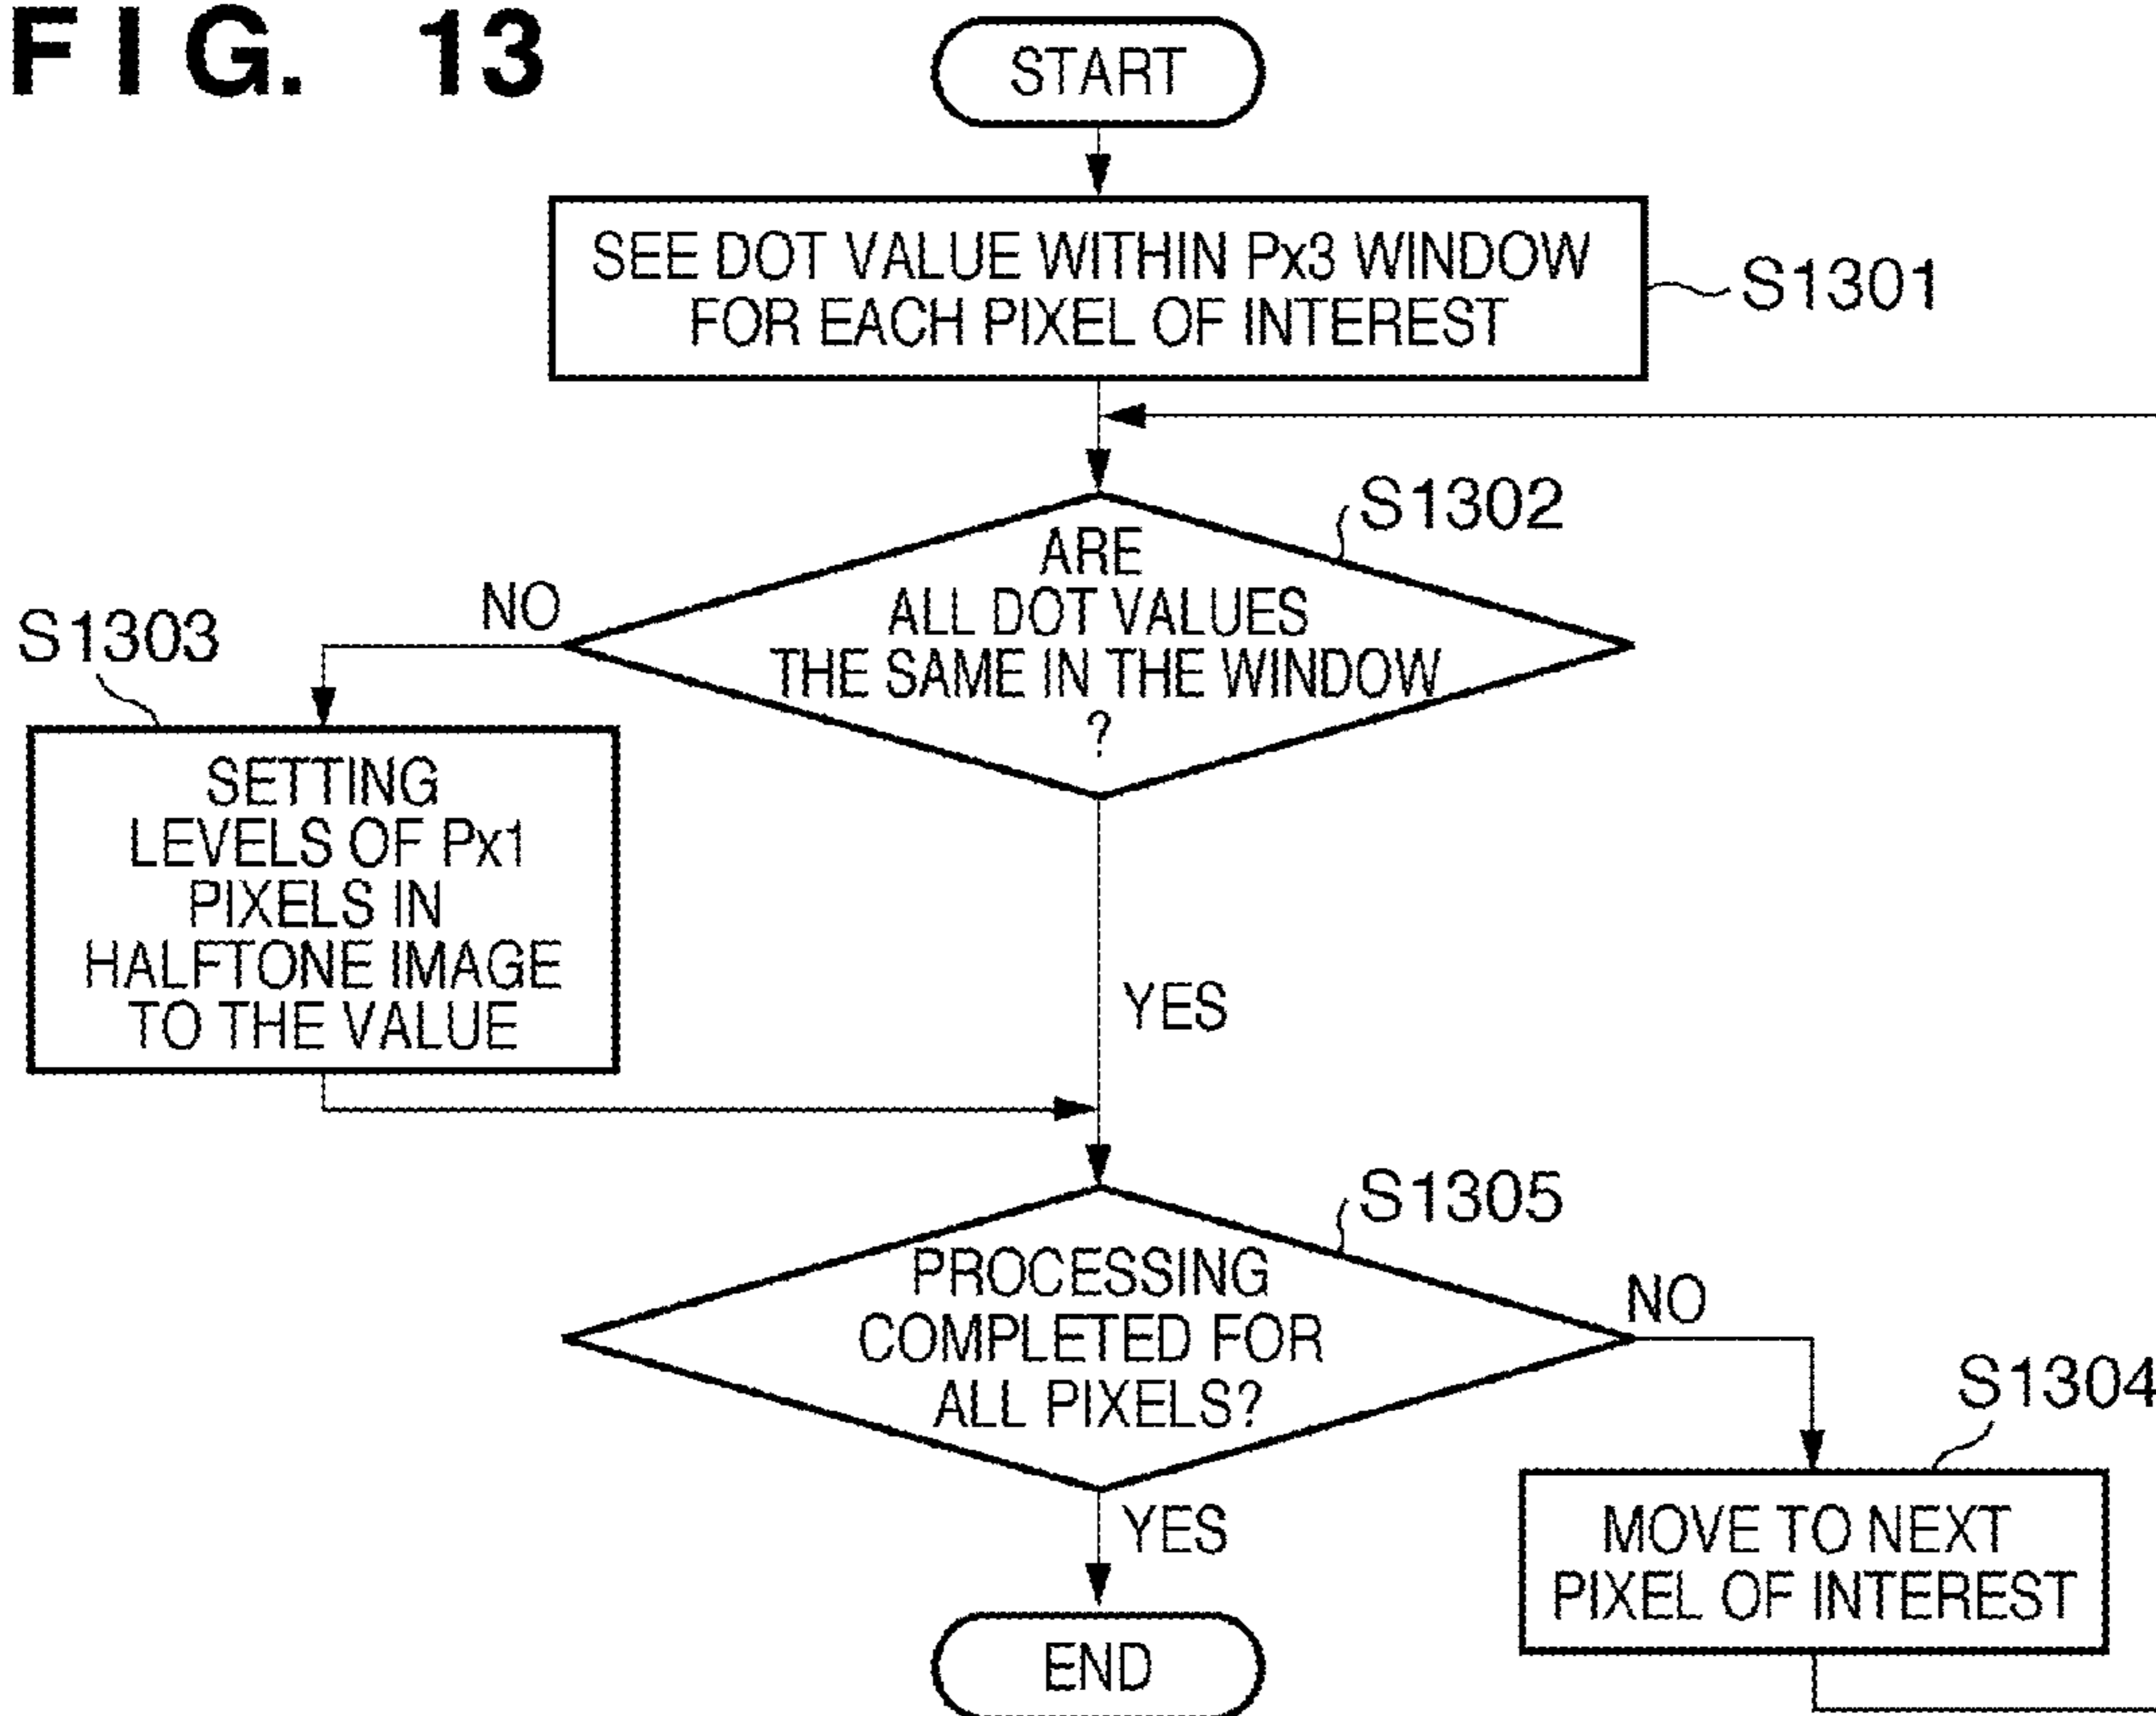 FIG. 13
START
SEE DOT VALUE WITHIN Px3 WINDOW
FOR EACH PIXEL OF INTEREST
S1301
S1302
ARE
ALL DOT VALUES
THE SAME IN THE WINDOW
?
NO
S1303
SETTING
LEVELS OF Px1
PIXELS IN
HALFTONE IMAGE
TO THE VALUE
YES
S1305
PROCESSING
COMPLETED FOR
ALL PIXELS?
NO
S1304
MOVE TO NEXT
PIXEL OF INTEREST
YES
END